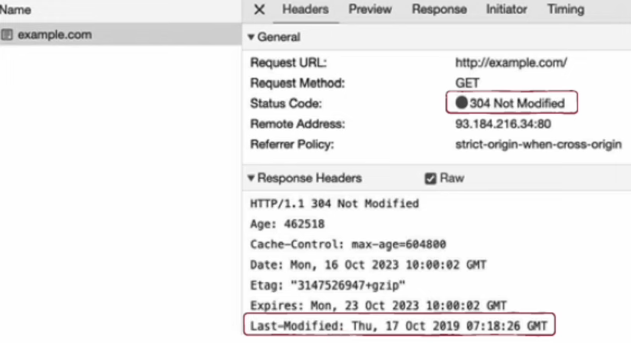 Name
example.com
× Headers Preview Response Initiator Timing
General
Request URL: http://example.com/
Request Method: GET
Status Code: 304 Not Modified
Remote Address: 93.184.216.34:80
Referrer Policy: strict-origin-when-cross-origin
Response Headers Raw
HTTP/1.1 304 Not Modified
Age: 462518
Cache-Control: max-age=604800
Date: Mon, 16 Oct 2023 10:00:02 GMT
Etag: "3147526947+gzip"
Expires: Mon, 23 Oct 2023 10:00:02 GMT
Last-Modified: Thu, 17 Oct 2019 07:18:26 GMT